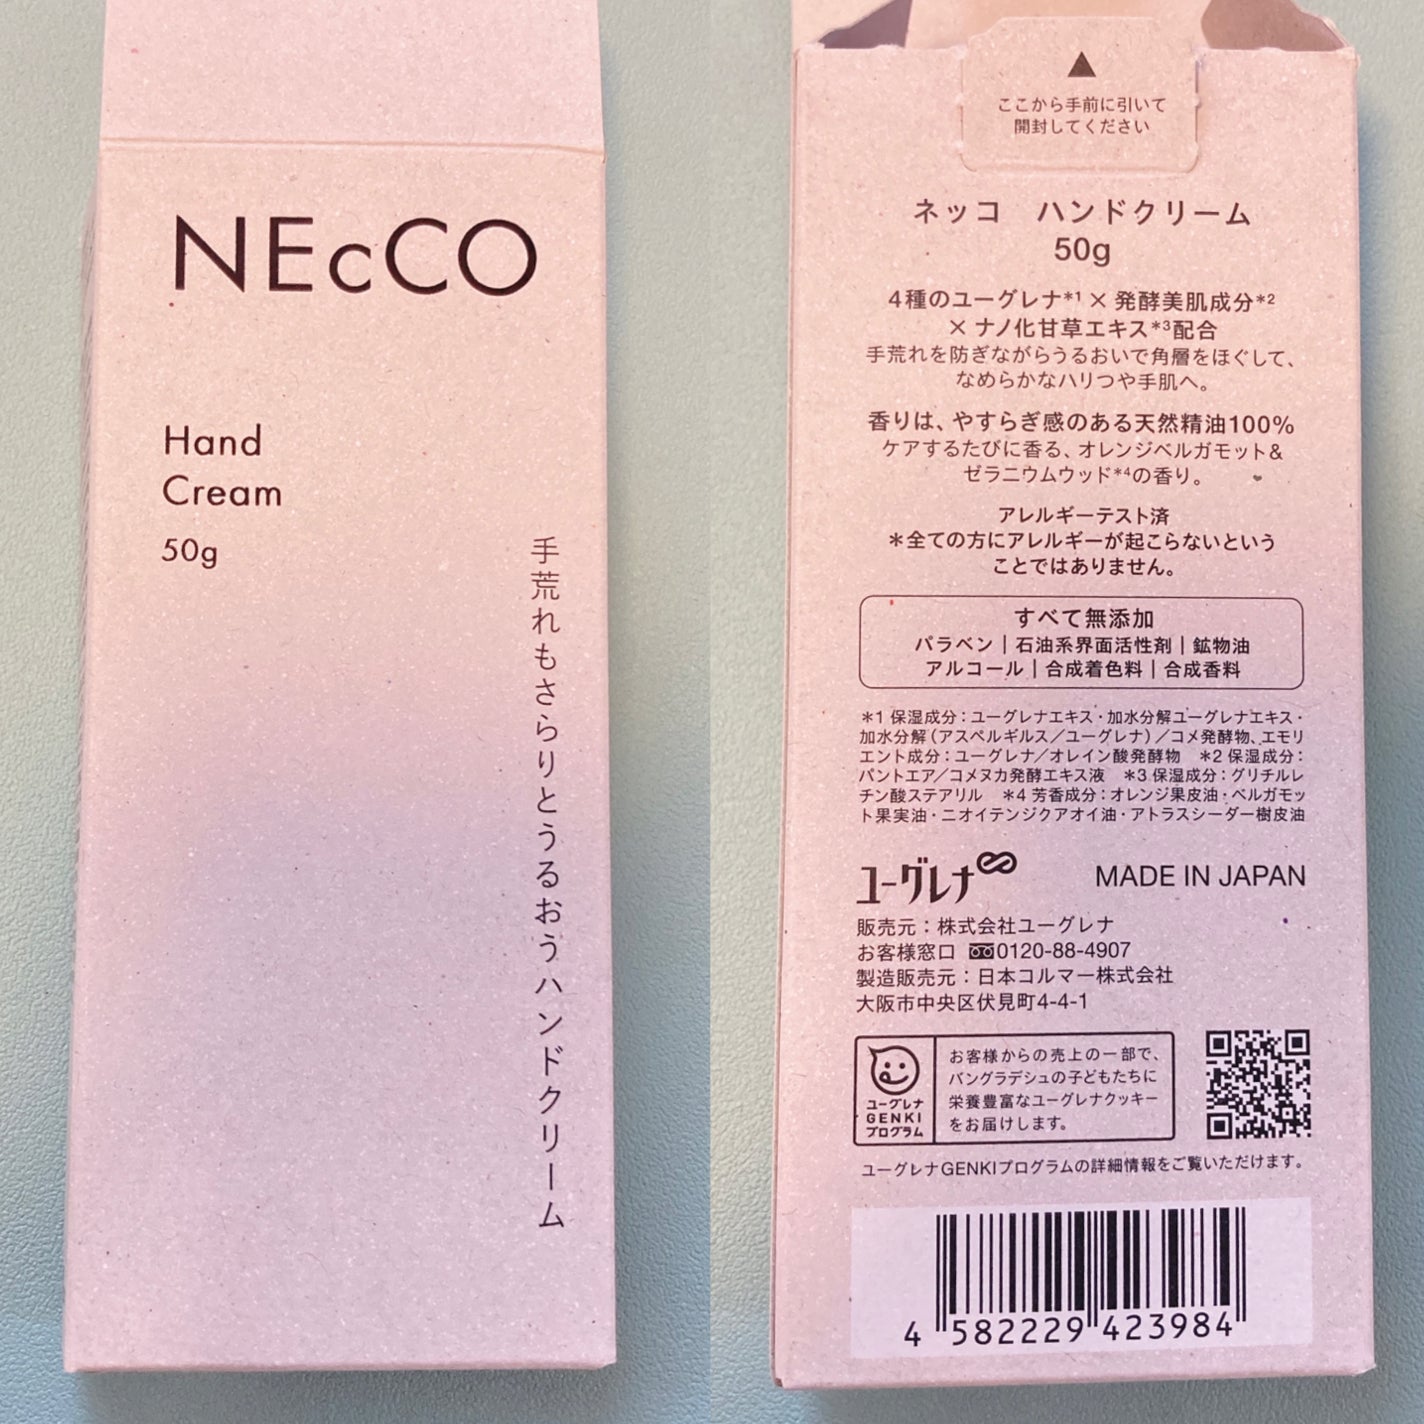 NEcCO
Hand
Cream
50g
手荒れもさらりとうるおうハンドクリーム
ここから手前に引いて
開封してください
ネッコ　ハンドクリーム
50g
4種のユーグレナ*1 × 発酵美肌成分*2
× ナノ化甘草エキス*3配合
手荒れを防ぎながらうるおいで角層をほぐして、
なめらかなハリつや手肌へ。
香りは、やすらぎ感のある天然精油100%
ケアするたびに香る、オレンジベルガモット&
ゼラニウムウッド*4の香り。
アレルギーテスト済
*全ての方にアレルギーが起こらないという
ことではありません。
すべて無添加
パラベン｜石油系界面活性剤｜鉱物油
アルコール｜合成着色料｜合成香料
*1 保湿成分：ユーグレナエキス・加水分解ユーグレナエキス・
加水分解（アスペルギルス／ユーグレナ）／コメ発酵物、エモリ
エント成分：ユーグレナ／オレイン酸発酵物　*2 保湿成分：
パントエア／コメヌカ発酵エキス液　*3 保湿成分：グリチルレ
チン酸ステアリル　*4 芳香成分：オレンジ果皮油・ベルガモッ
ト果実油・ニオイテンジクアオイ油・アトラスシーダー樹皮油
ユーグレナ
MADE IN JAPAN
販売元：株式会社ユーグレナ
お客様窓口 0120-88-4907
製造販売元：日本コルマー株式会社
大阪市中央区伏見町4-4-1
ユーグレナ
GENKI
プログラム
お客様からの売上の一部で、
バングラデシュの子どもたちに
栄養豊富なユーグレナクッキー
をお届けします。
ユーグレナGENKIプログラムの詳細情報をご覧いただけます。
4 582229 423984